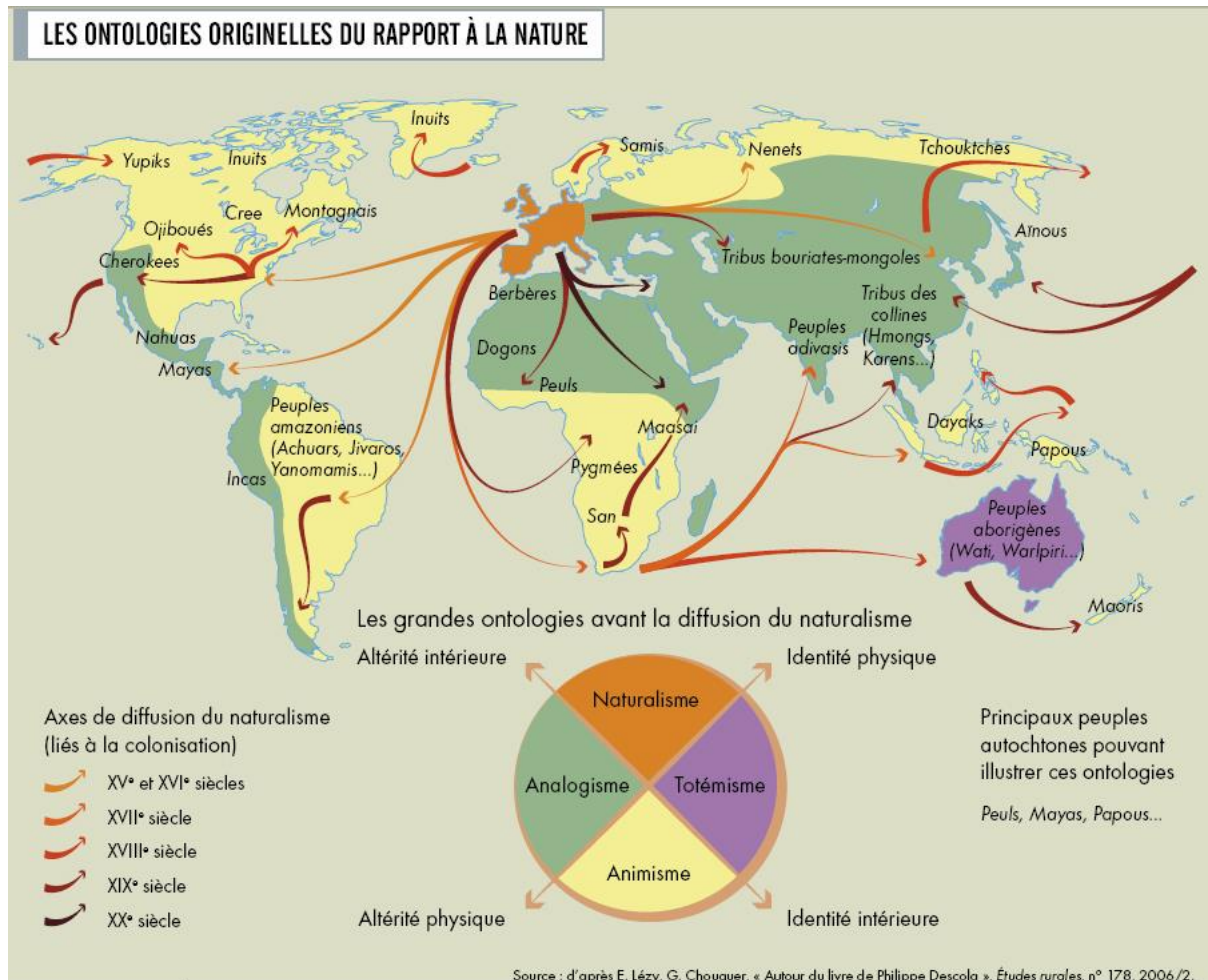 LES ONTOLOGIES ORIGINELLES DU RAPPORT À LA NATURE
Inuits
Samis
Nenets
Tchouktches
Yupiks
Inuits
Cree
Montagnais
Ojiboués
Cherokees
Aïnous
Tribus bouriates-mongoles
Berbères
Tribus des
collines
(Hmongs,
Karens...)
Peuples
adivasis
Nahuas
Mayas
Dogons
Peuls
Peuples
amazoniens
(Achuars, Jivaros,
Yanomamis...)
Maasai
Dayaks
Papous
Incas
Pygmées
San
Peuples
aborigènes
(Wati, Warlpiri...)
Maoris
Les grandes ontologies avant la diffusion du naturalisme
Altérité intérieure
Identité physique
Naturalisme
Analogisme
Totémisme
Animisme
Altérité physique
Identité intérieure
Axes de diffusion du naturalisme
(liés à la colonisation)
XVe et XVIe siècles
XVIIe siècle
XVIIIe siècle
XIXe siècle
XXe siècle
Principaux peuples
autochtones pouvant
illustrer ces ontologies
Peuls, Mayas, Papous...
Source : d'après E. Lézy, G. Chouquer, « Autour du livre de Philippe Descola », Études rurales, n° 178, 2006/2.